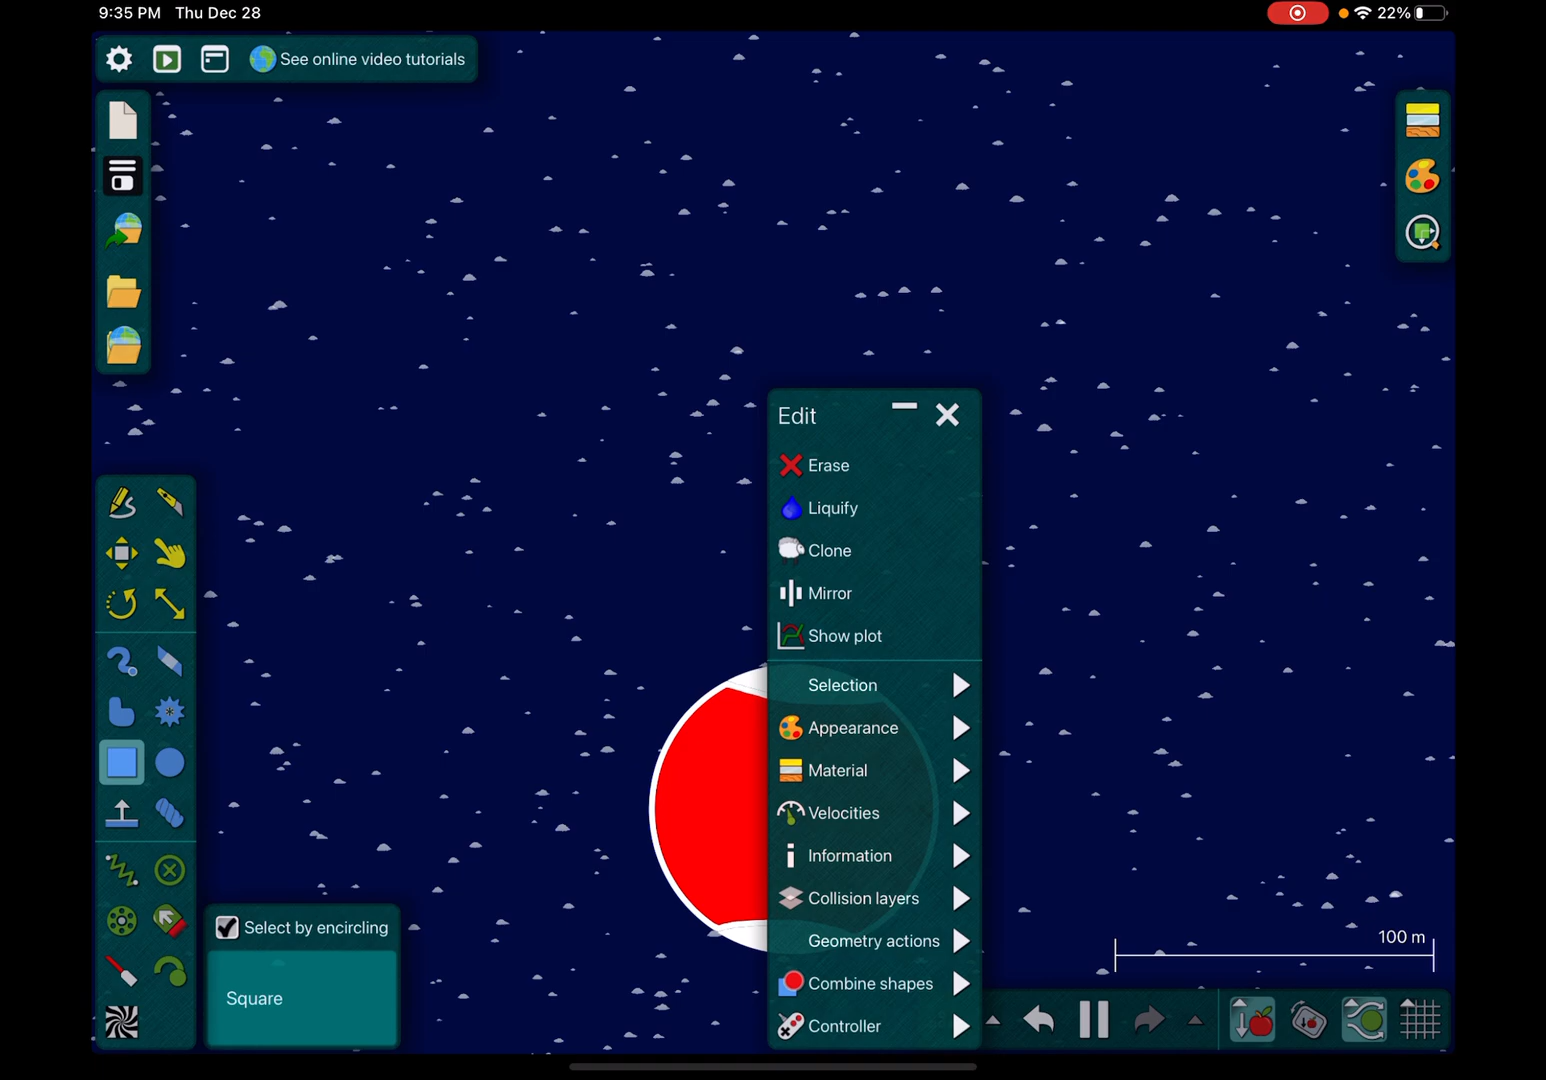 9:35 PM Thu Dec 28
22%
See online video tutorials
Edit
Erase
Liquify
Clone
Mirror
Show plot
Selection
Appearance
Material
Velocities
Information
Collision layers
Geometry actions
Combine shapes
Controller
Select by encircling
Square
100 m